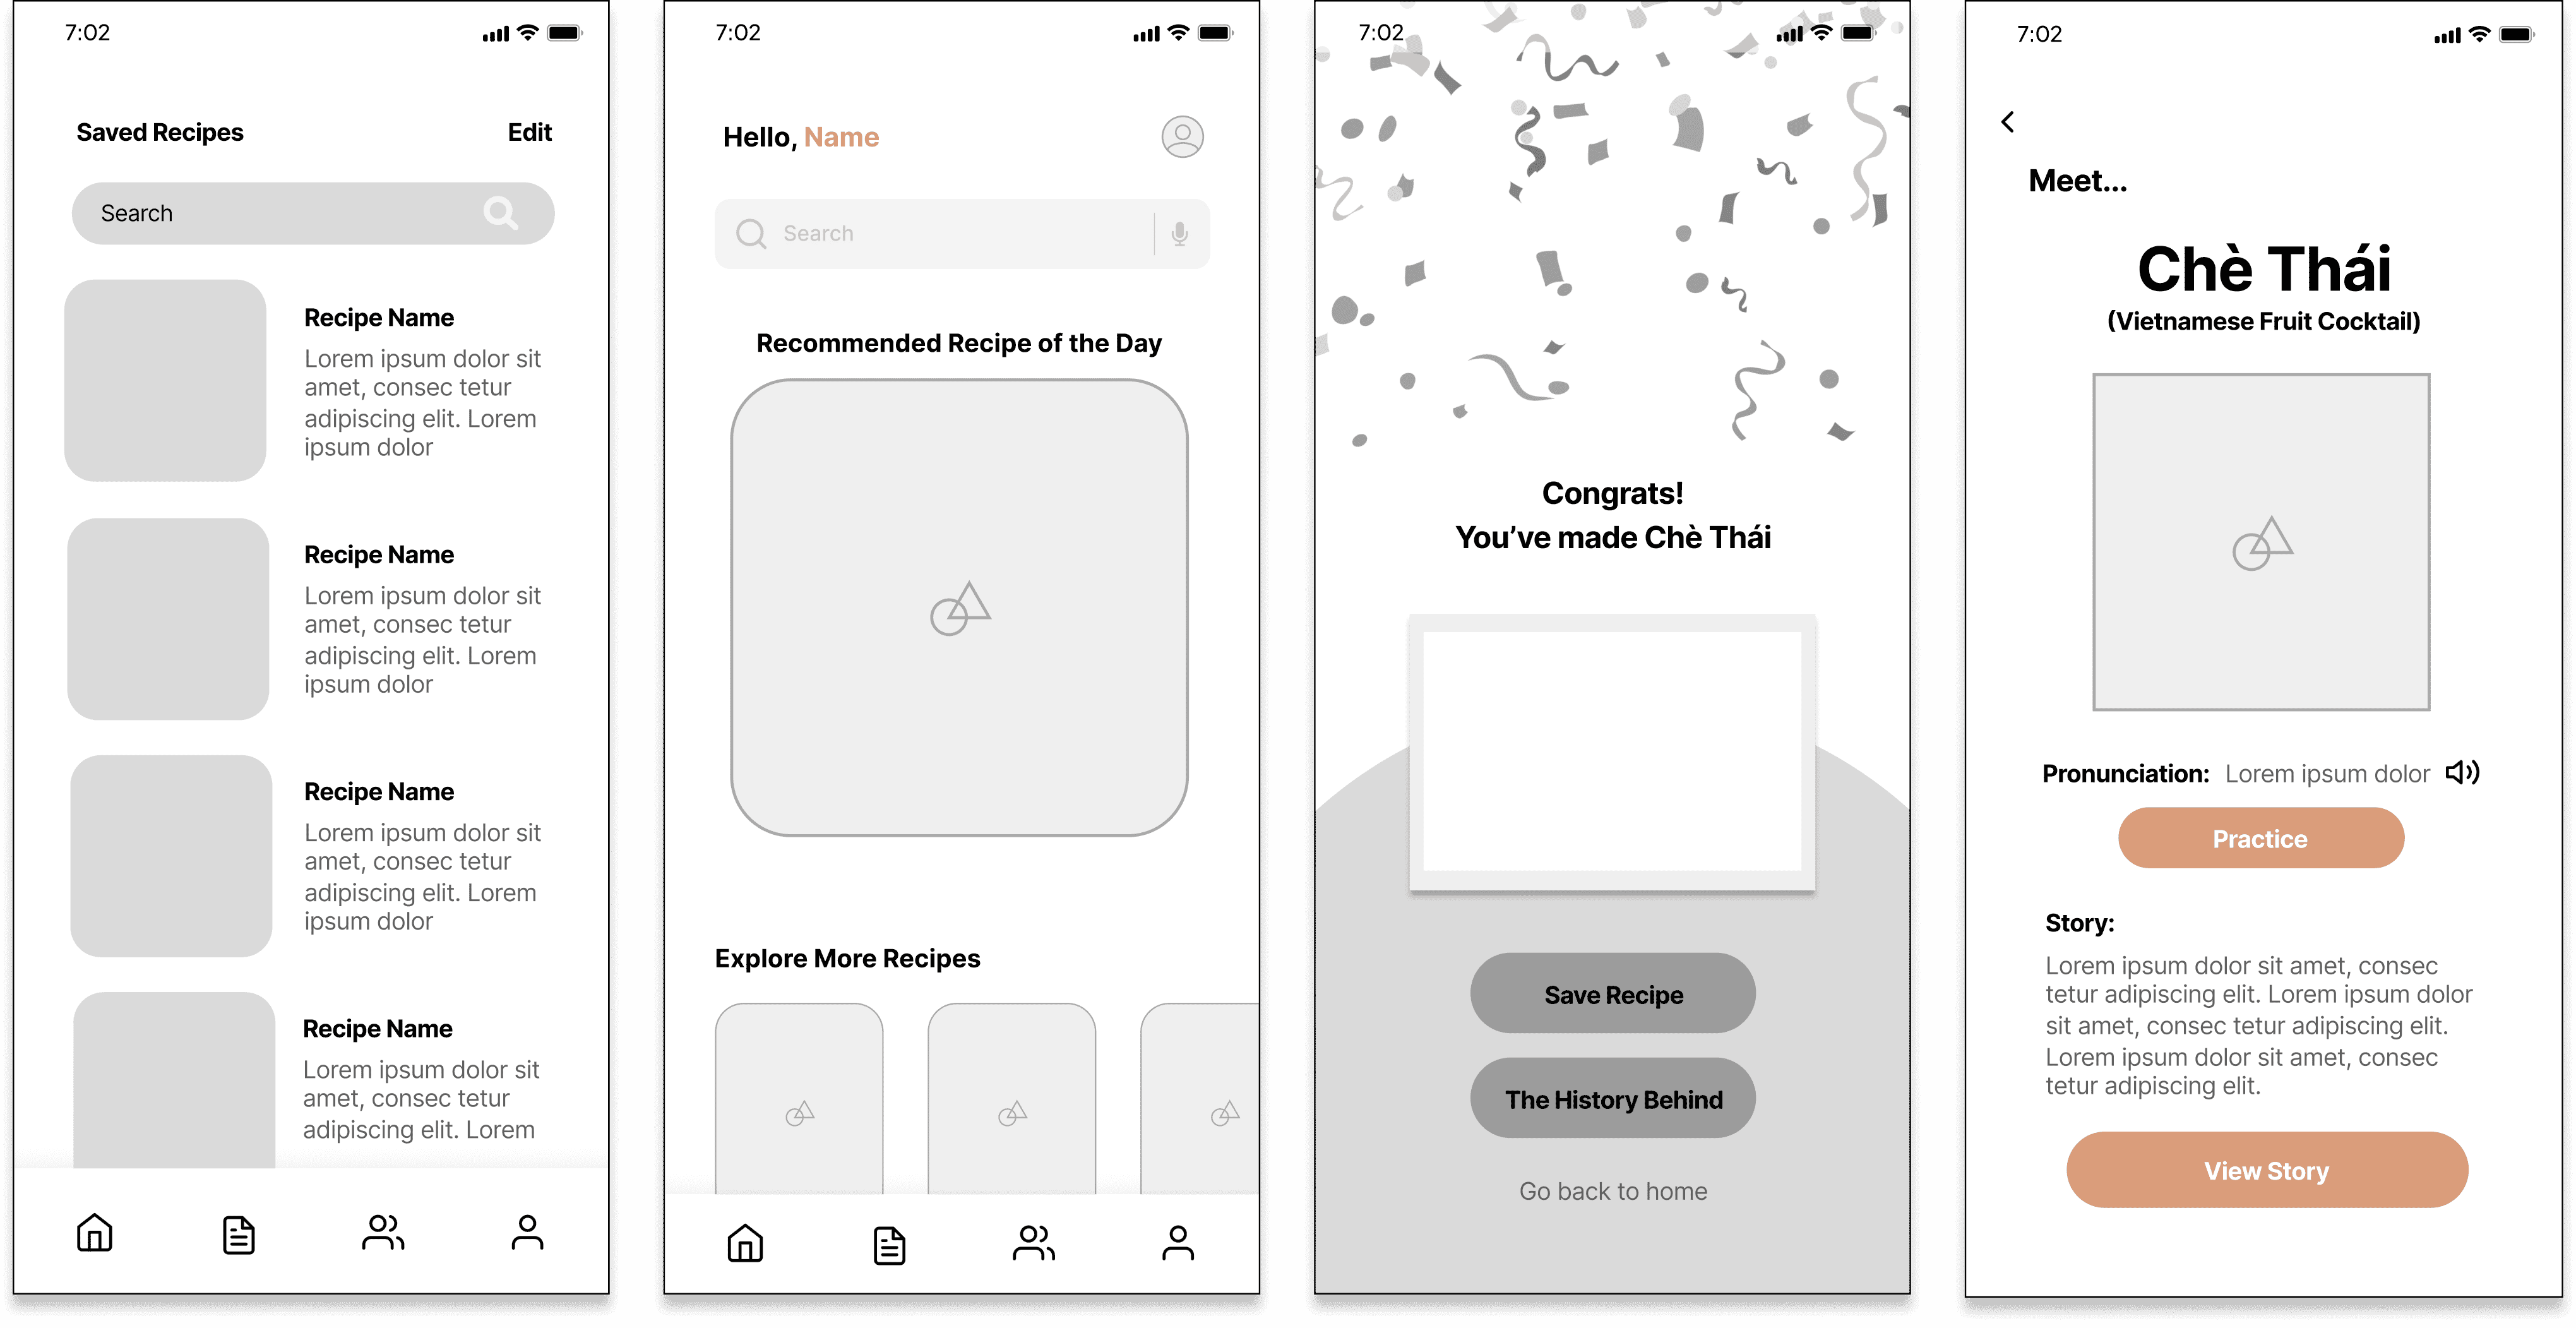 7:02
Saved Recipes
Edit
Search
Recipe Name
Lorem ipsum dolor sit
amet, consec tetur
adipiscing elit. Lorem
ipsum dolor
Recipe Name
Lorem ipsum dolor sit
amet, consec tetur
adipiscing elit. Lorem
ipsum dolor
Recipe Name
Lorem ipsum dolor sit
amet, consec tetur
adipiscing elit. Lorem
ipsum dolor
Recipe Name
Lorem ipsum dolor sit
amet, consec tetur
adipiscing elit. Lorem
7:02
Hello, Name
Search
Recommended Recipe of the Day
Explore More Recipes
7:02
Congrats!
You’ve made Chè Thái
Save Recipe
The History Behind
Go back to home
7:02
Meet...
Chè Thái
(Vietnamese Fruit Cocktail)
Pronunciation: Lorem ipsum dolor
Practice
Story:
Lorem ipsum dolor sit amet, consec
tetur adipiscing elit. Lorem ipsum dolor
sit amet, consec tetur adipiscing elit.
Lorem ipsum dolor sit amet, consec
tetur adipiscing elit.
View Story